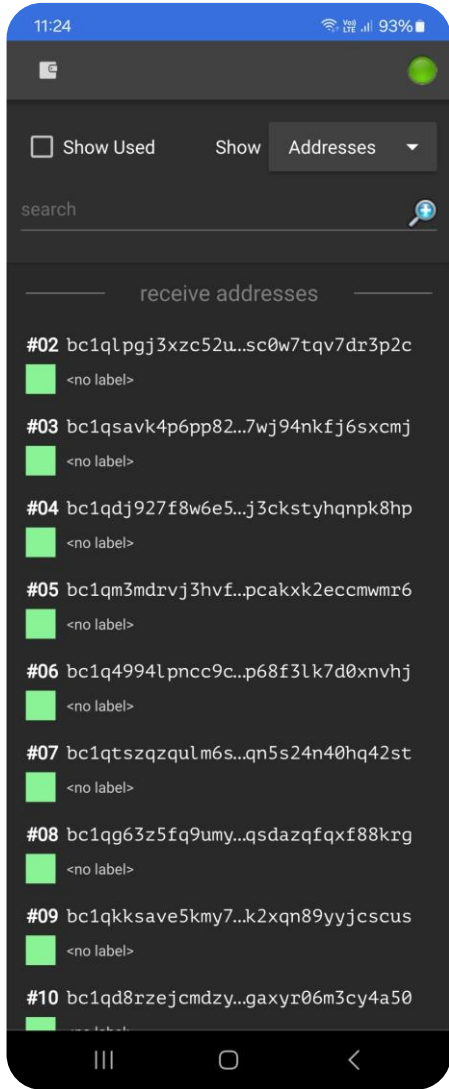 11:24 Voo) LTE 93%
Show Used Show Addresses
search
receive addresses
#02 bc1qlpgj3xzc52u…sc0w7tqv7dr3p2c
<no label>
#03 bc1qsavk4p6pp82…7wj94nkfj6sxcmj
<no label>
#04 bc1qdj927f8w6e5…j3ckstyhqnpk8hp
<no label>
#05 bc1qm3mdrvj3hvf…pcakxk2eccmwmr6
<no label>
#06 bc1q4994lpncc9c…p68f3lk7d0xnvhj
<no label>
#07 bc1qtszqzqulm6s…qn5s24n40hq42st
<no label>
#08 bc1qg63z5fq9umy…qsdazqfqxf88krg
<no label>
#09 bc1qkksave5kmy7…k2xqn89yyjcscus
<no label>
#10 bc1qd8rzejcmdzy…gaxyr06m3cy4a50